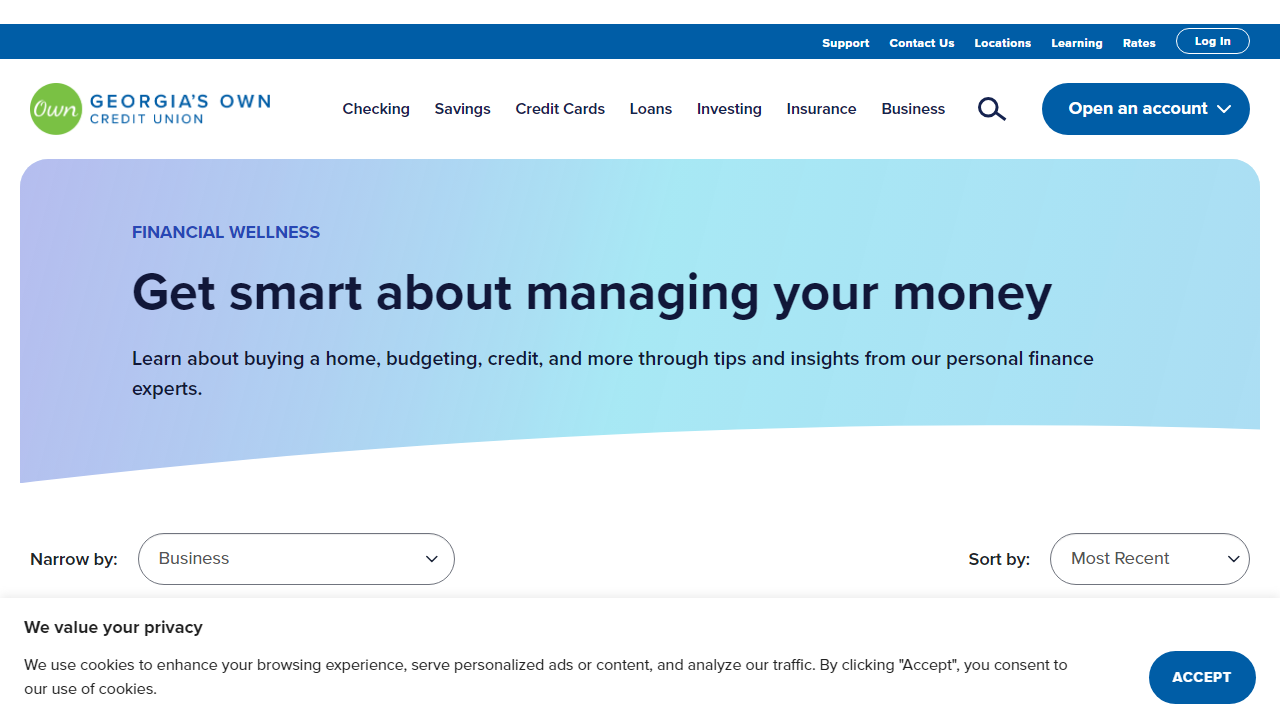 Support Contact Us Locations Learning Rates Log In
Own GEORGIA'S OWN
CREDIT UNION
Checking Savings Credit Cards Loans Investing Insurance Business Open an account
FINANCIAL WELLNESS
Get smart about managing your money
Learn about buying a home, budgeting, credit, and more through tips and insights from our personal finance
experts.
Narrow by: Business Sort by: Most Recent
We value your privacy
We use cookies to enhance your browsing experience, serve personalized ads or content, and analyze our traffic. By clicking "Accept", you consent to
our use of cookies.
ACCEPT